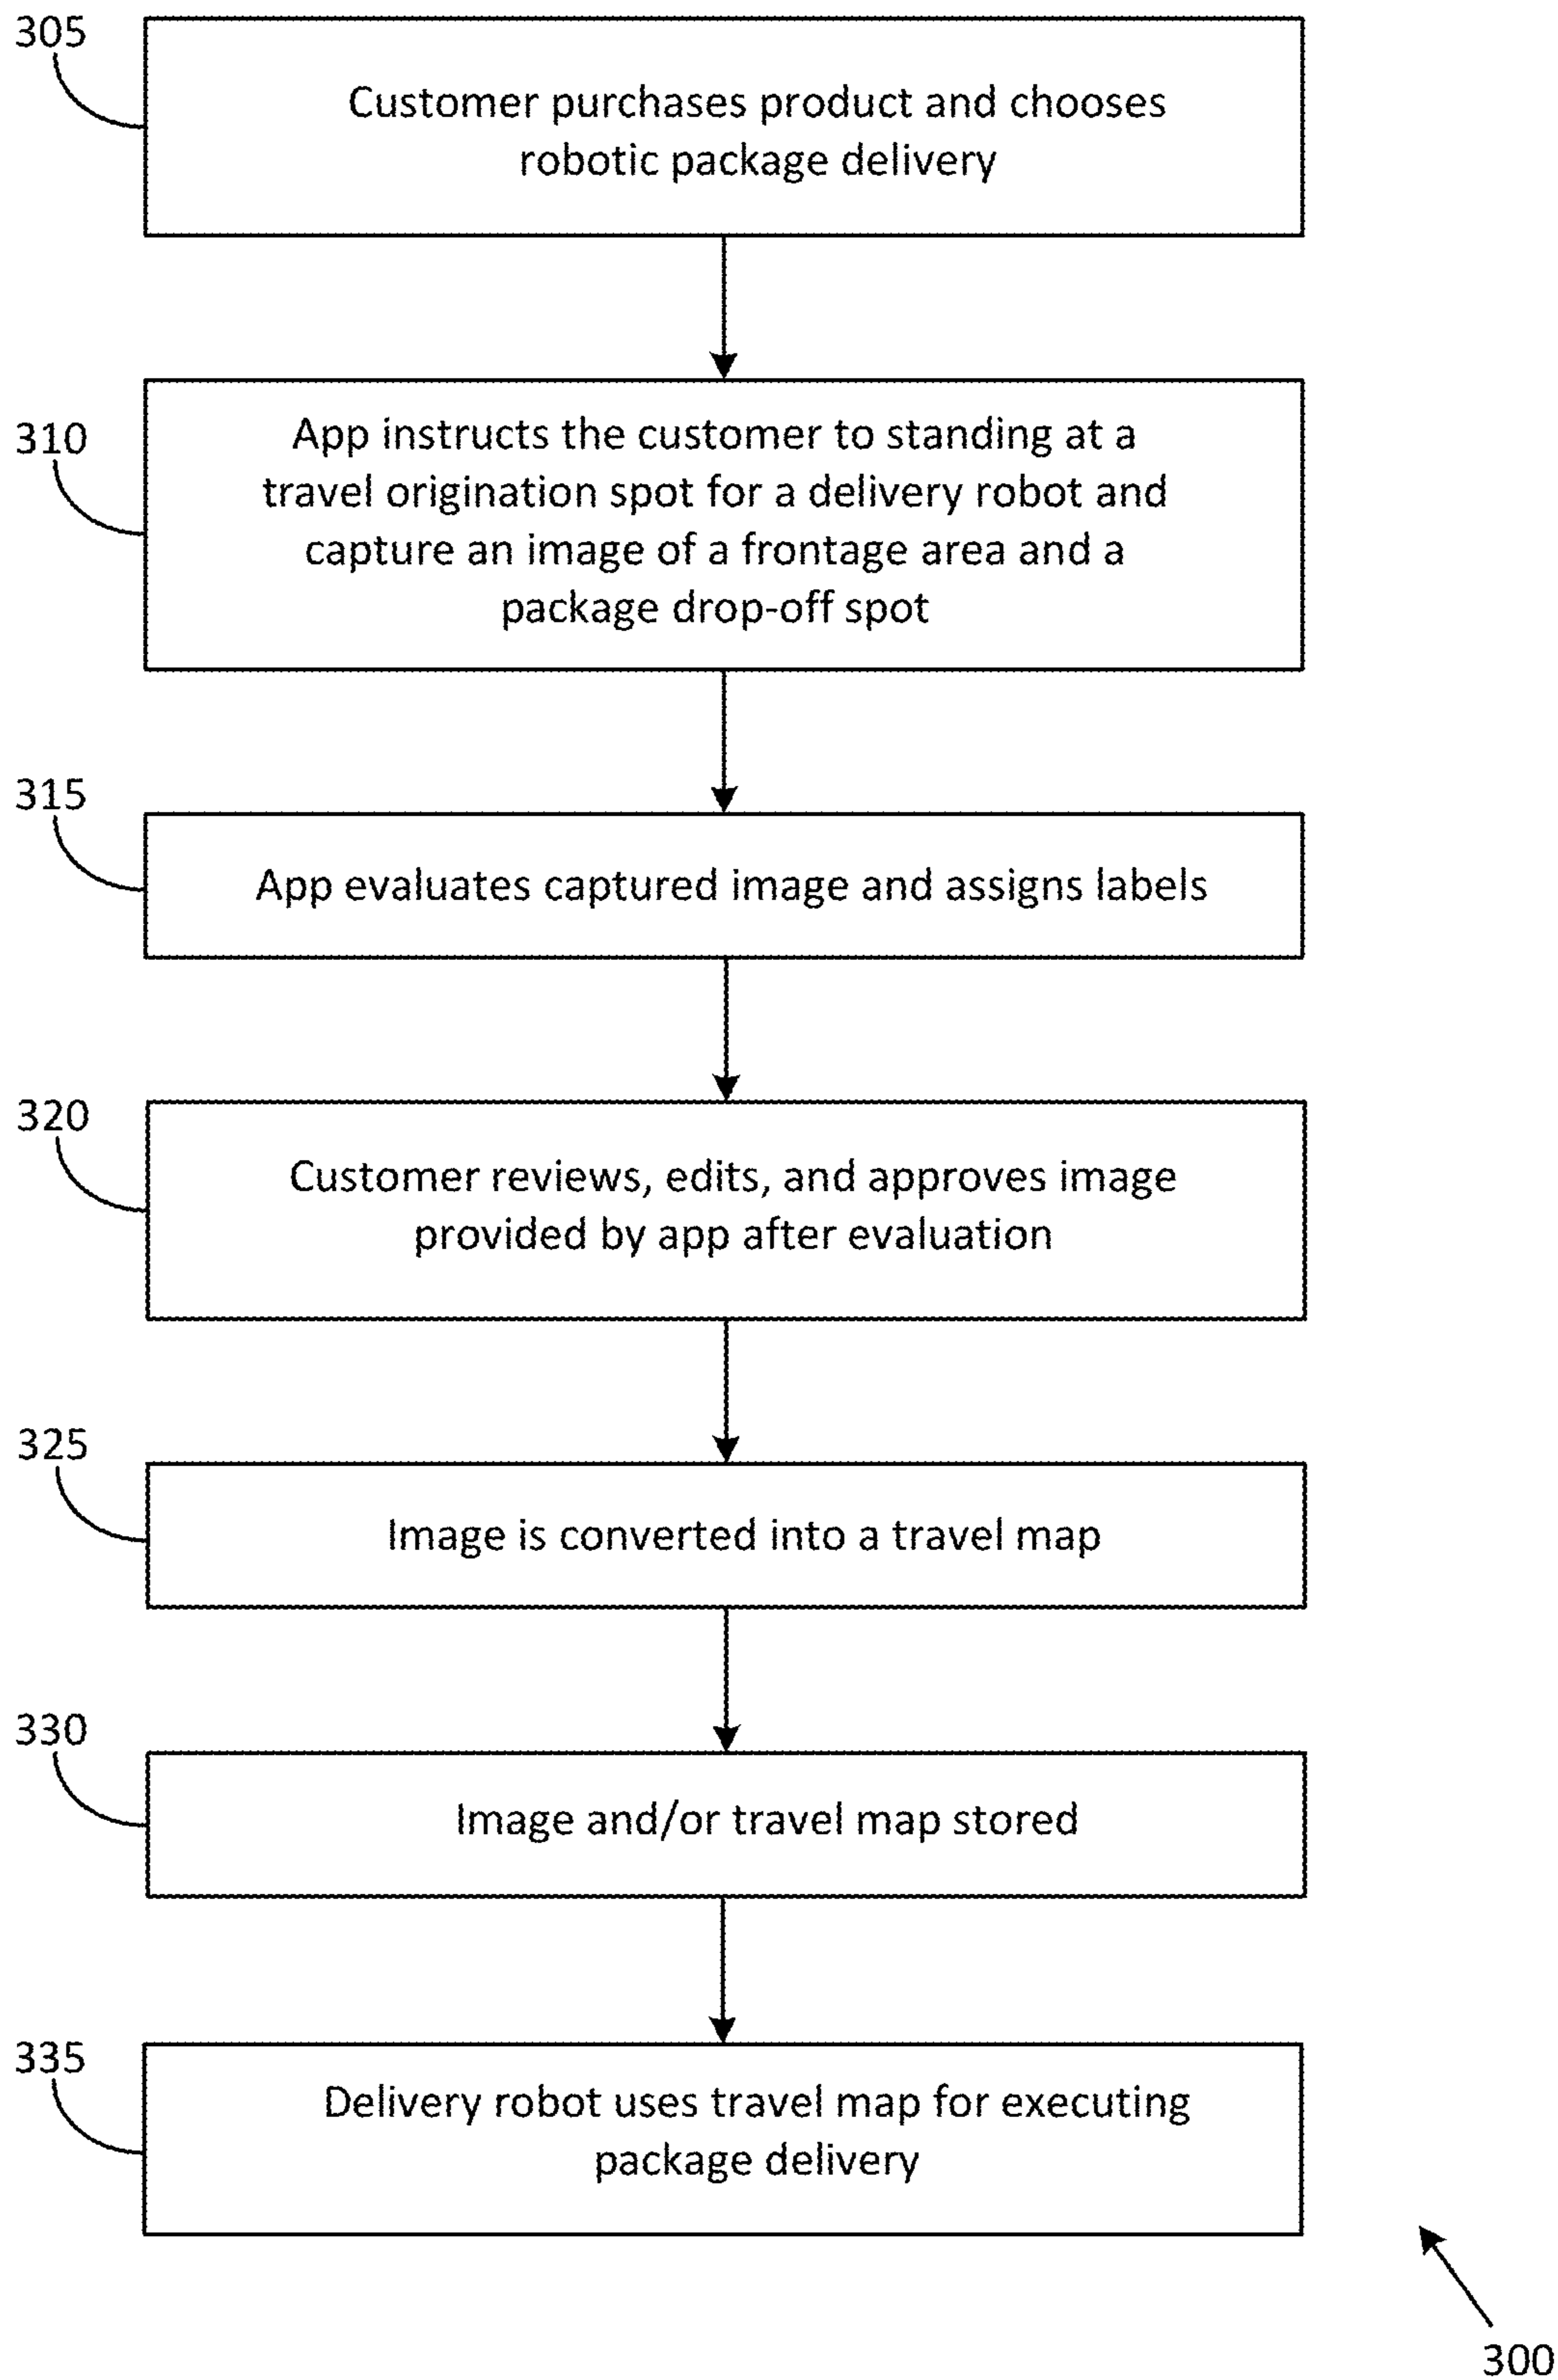 305
Customer purchases product and chooses
robotic package delivery
310
App instructs the customer to standing at a
travel origination spot for a delivery robot and
capture an image of a frontage area and a
package drop-off spot
315
App evaluates captured image and assigns labels
320
Customer reviews, edits, and approves image
provided by app after evaluation
325
Image is converted into a travel map
330
Image and/or travel map stored
335
Delivery robot uses travel map for executing
package delivery
300